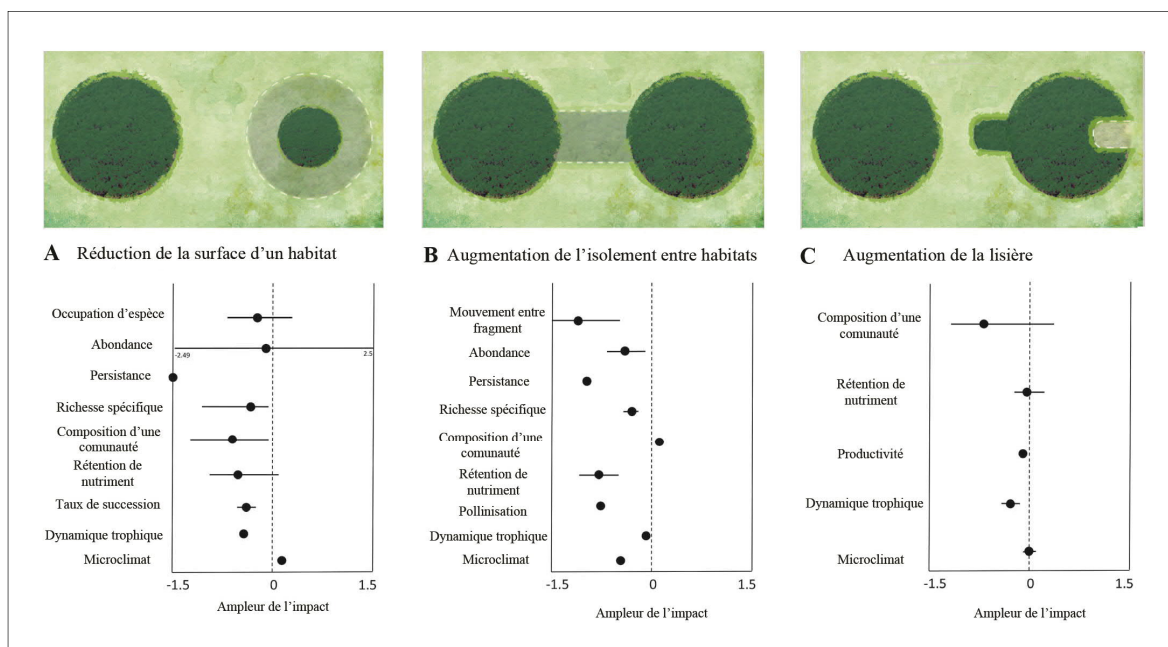 A Réduction de la surface d'un habitat
Occupation d'espèce
Abondance
-2.49
2.5
Persistance
Richesse spécifique
Composition d'une
comunauté
Rétention de
nutriment
Taux de succession
Dynamique trophique
Microclimat
-1.5
0
1.5
Ampleur de l'impact
B Augmentation de l'isolement entre habitats
Mouvement entre
fragment
Abondance
Persistance
Richesse spécifique
Composition d'une
comunauté
Rétention de
nutriment
Pollinisation
Dynamique trophique
Microclimat
-1.5
0
1.5
Ampleur de l'impact
C Augmentation de la lisière
Composition d'une
comunauté
Rétention de
nutriment
Productivité
Dynamique trophique
Microclimat
-1.5
0
1.5
Ampleur de l'impact